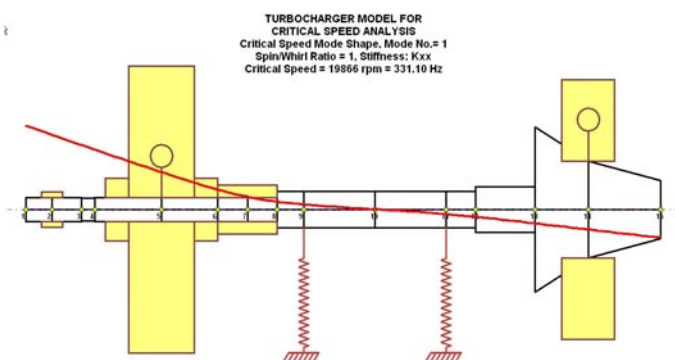 TURBOCHARGER MODEL FOR
CRITICAL SPEED ANALYSIS
Critical Speed Mode Shape, Mode No.= 1
Spin/Whirl Ratio = 1, Stiffness: Kxx
Critical Speed = 19866 rpm = 331.10 Hz